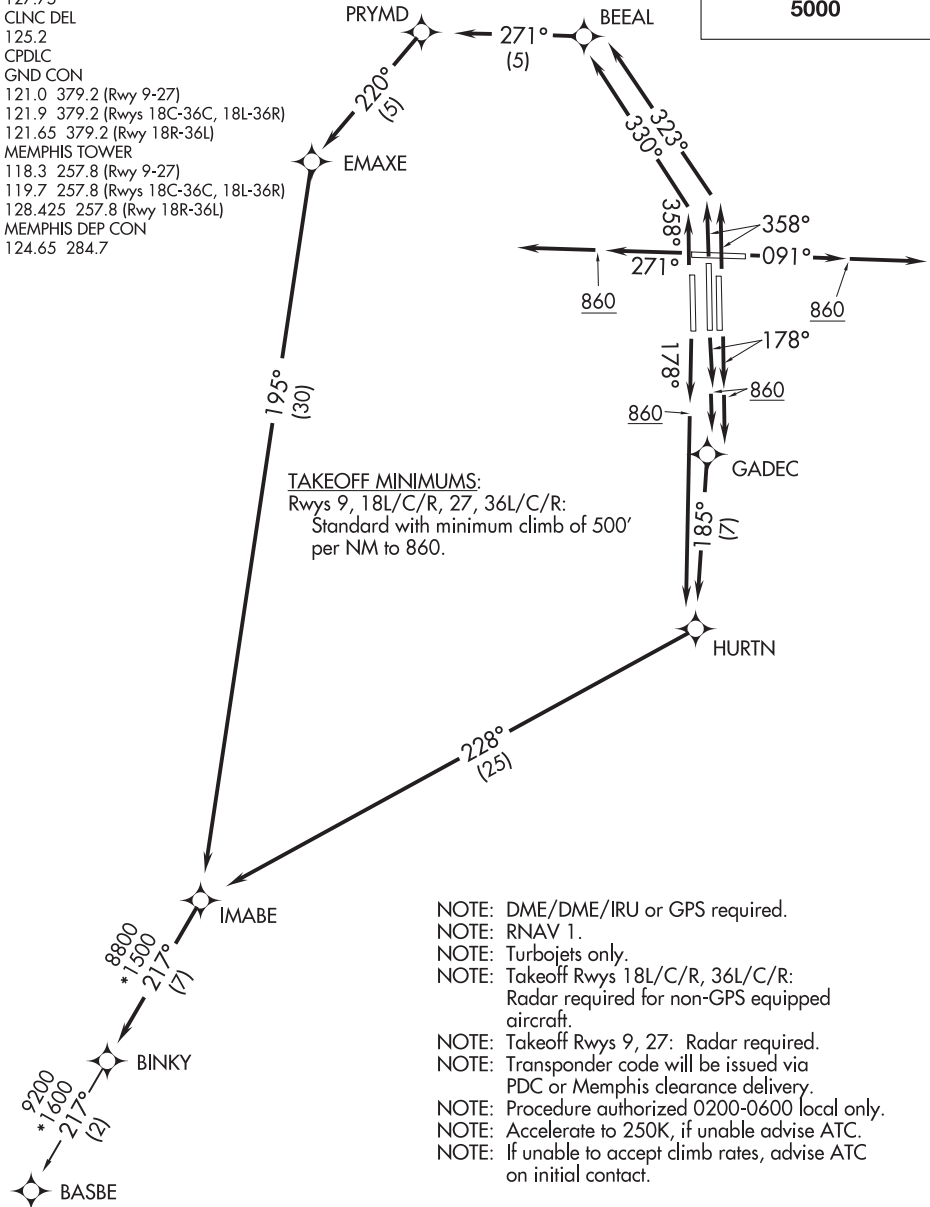 127.75
CLNC DEL
125.2
CPDLC
GND CON
121.0 379.2 (Rwy 9-27)
121.9 379.2 (Rwys 18C-36C, 18L-36R)
121.65 379.2 (Rwy 18R-36L)
MEMPHIS TOWER
118.3 257.8 (Rwy 9-27)
119.7 257.8 (Rwys 18C-36C, 18L-36R)
128.425 257.8 (Rwy 18R-36L)
MEMPHIS DEP CON
124.65 284.7
5000
PRYMD
BEEAL
271°
(5)
220°
(5)
EMAXE
330°
323°
358°
358°
271°
091°
860
860
178°
178°
860
860
GADEC
185°
(7)
HURTN
195°
(30)
TAKEOFF MINIMUMS:
Rwys 9, 18L/C/R, 27, 36L/C/R:
Standard with minimum climb of 500'
per NM to 860.
228°
(25)
IMABE
8800
*1500
217°
(7)
BINKY
9200
*1600
217°
(2)
BASBE
NOTE: DME/DME/IRU or GPS required.
NOTE: RNAV 1.
NOTE: Turbojets only.
NOTE: Takeoff Rwys 18L/C/R, 36L/C/R:
Radar required for non-GPS equipped
aircraft.
NOTE: Takeoff Rwys 9, 27: Radar required.
NOTE: Transponder code will be issued via
PDC or Memphis clearance delivery.
NOTE: Procedure authorized 0200-0600 local only.
NOTE: Accelerate to 250K, if unable advise ATC.
NOTE: If unable to accept climb rates, advise ATC
on initial contact.